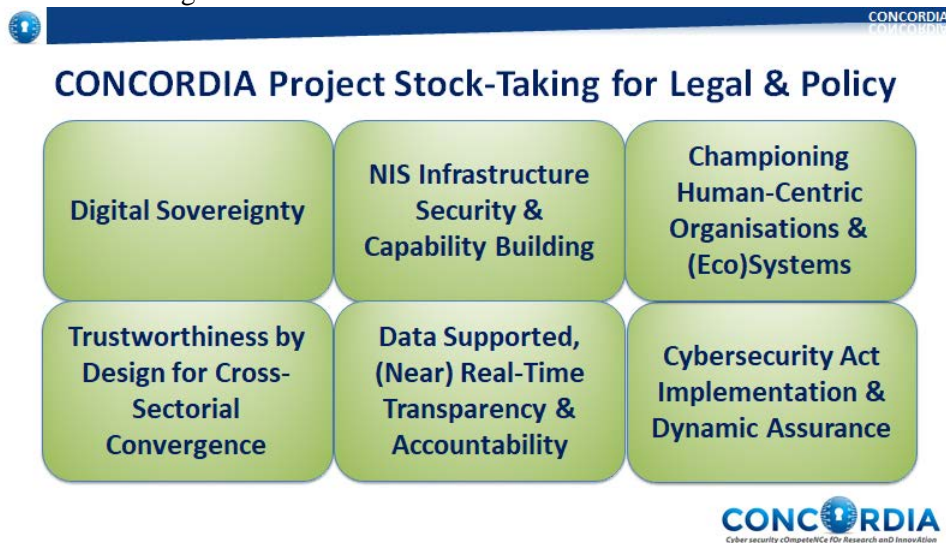 CONCORDIA
CONCORDIA
CONCORDIA Project Stock-Taking for Legal & Policy
Digital Sovereignty
NIS Infrastructure
Security &
Capability Building
Championing
Human-Centric
Organisations &
(Eco)Systems
Trustworthiness by
Design for Cross-
Sectorial
Convergence
Data Supported,
(Near) Real-Time
Transparency &
Accountability
Cybersecurity Act
Implementation &
Dynamic Assurance
CONCORDIA
Cyber security cOmpeteNCe fOr Research anD InnovAtion